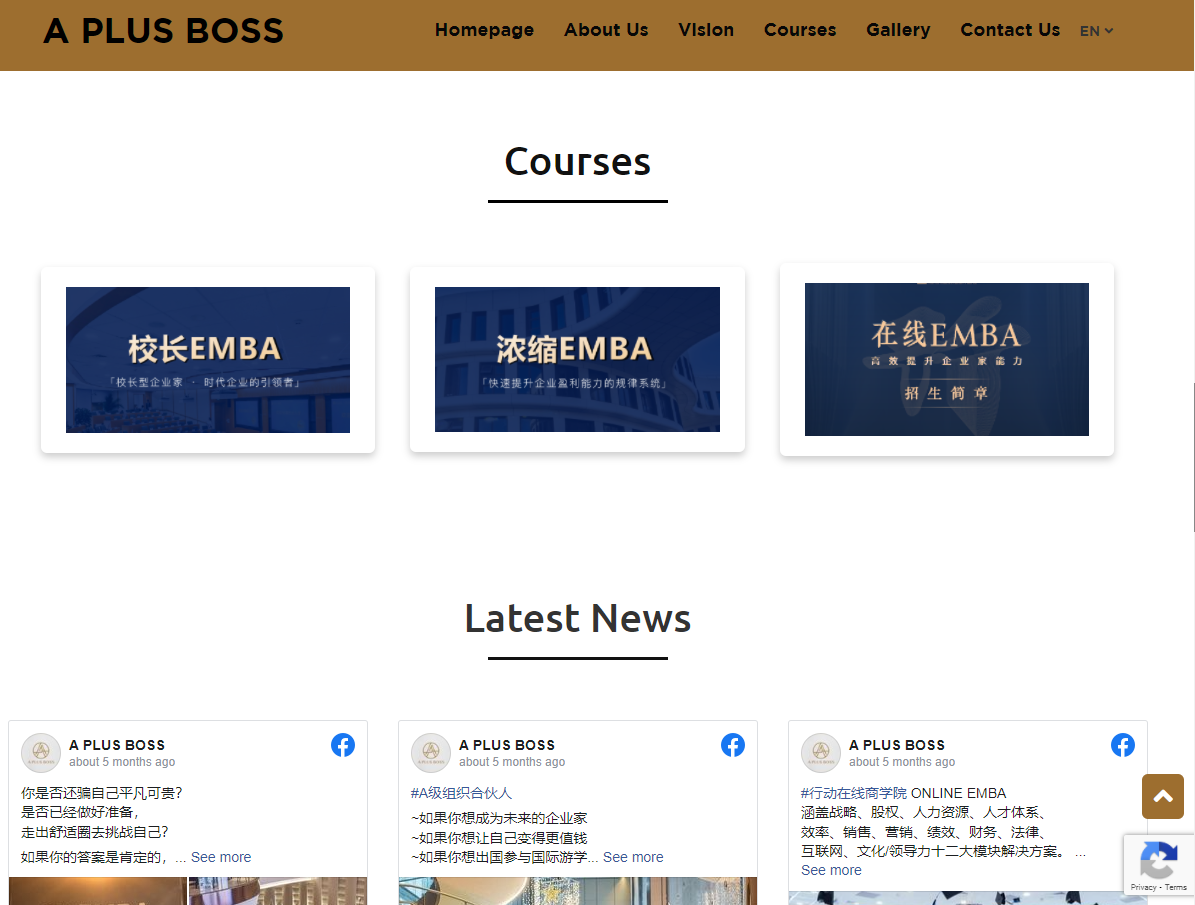 A PLUS BOSS
Homepage
About Us
Vision
Courses
Gallery
Contact Us
EN
Courses
校长EMBA
「校长型企业家 · 时代企业的引领者」
浓缩EMBA
「快速提升企业盈利能力的规律系统」
在线EMBA
高效提升企业家能力
招生简章
Latest News
A PLUS BOSS
about 5 months ago
你是否还骗自己平凡可贵?
是否已经做好准备，
走出舒适圈去挑战自己?
如果你的答案是肯定的，... See more
A PLUS BOSS
about 5 months ago
#A级组织合伙人
~如果你想成为未来的企业家
~如果你想让自己变得更值钱
~如果你想出国参与国际游学... See more
A PLUS BOSS
about 5 months ago
#行动在线商学院 ONLINE EMBA
涵盖战略、股权、人力资源、人才体系、
效率、销售、营销、绩效、财务、法律、
互联网、文化/领导力十二大模块解决方案。 ...
See more
Privacy - Terms